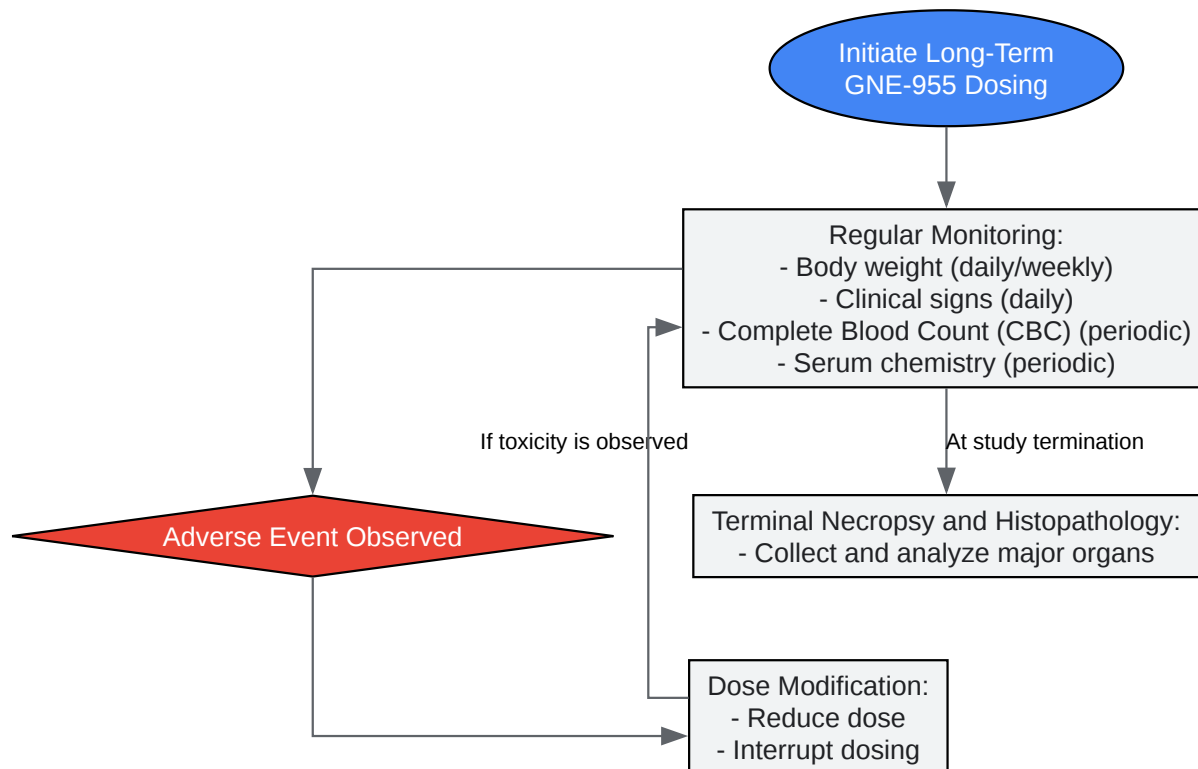 Initiate Long-Term
GNE-955 Dosing
Regular Monitoring:
- Body weight (daily/weekly)
- Clinical signs (daily)
- Complete Blood Count (CBC) (periodic)
- Serum chemistry (periodic)
If toxicity is observed
At study termination
Adverse Event Observed
Terminal Necropsy and Histopathology:
- Collect and analyze major organs
Dose Modification:
- Reduce dose
- Interrupt dosing